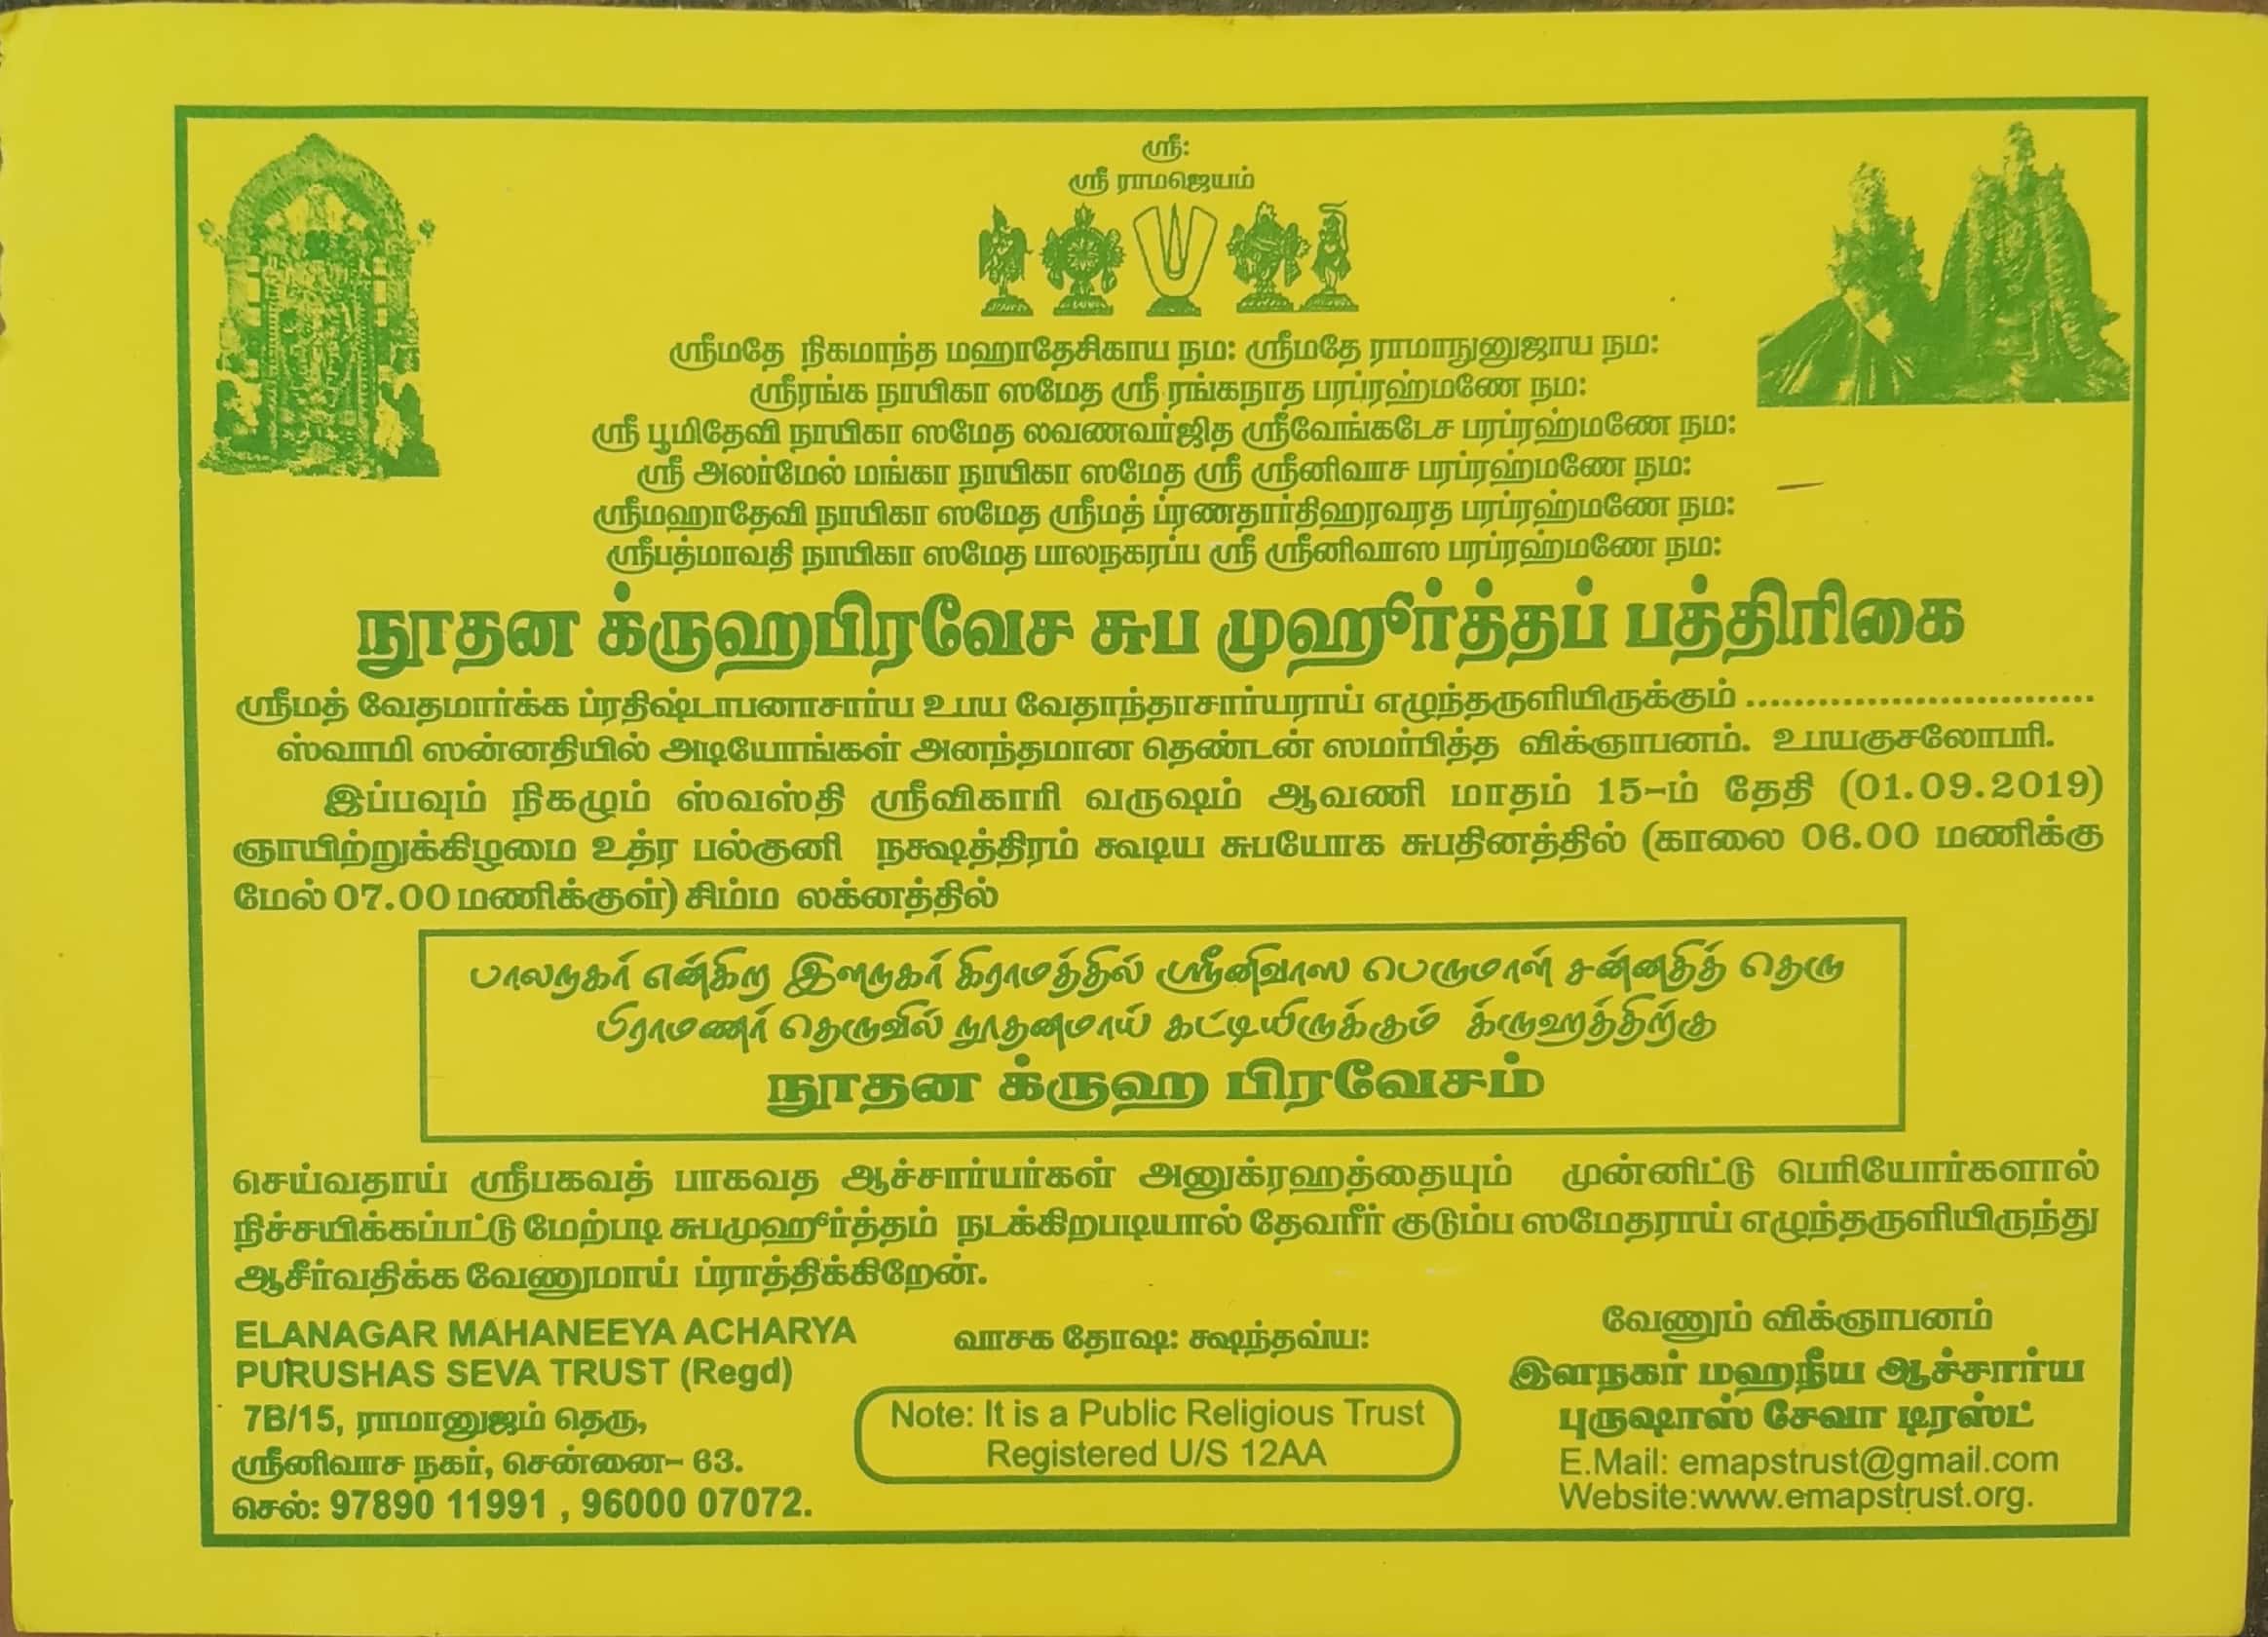 ஸ்ரீ:
ஸ்ரீ ராமஜெயம்
ஸ்ரீமதே நிகமாந்த மஹாதேசிகாய நம: ஸ்ரீமதே ராமாநுனுஜாய நம:
ஸ்ரீரங்க நாயிகா ஸமேத ஸ்ரீ ரங்கநாத பரப்ரஹ்மணே நம:
ஸ்ரீ பூமிதேவி நாயிகா ஸமேத லவணவர்ஜித ஸ்ரீவேங்கடேச பரப்ரஹ்மணே நம:
ஸ்ரீ அலர்மேல் மங்கா நாயிகா ஸமேத ஸ்ரீ ஸ்ரீனிவாச பரப்ரஹ்மணே நம:
ஸ்ரீமஹாதேவி நாயிகா ஸமேத ஸ்ரீமத் ப்ரணதார்திஹரவரத பரப்ரஹ்மணே நம:
ஸ்ரீபத்மாவதி நாயிகா ஸமேத பாலநகரப்ப ஸ்ரீ ஸ்ரீனிவாஸ பரப்ரஹ்மணே நம:
நூதன க்ருஹபிரவேச சுப முஹூர்த்தப் பத்திரிகை
ஸ்ரீமத் வேதமார்க்க ப்ரதிஷ்டாபனாசார்ய உபய வேதாந்தாசார்யராய் எழுந்தருளியிருக்கும் .............................
ஸ்வாமி ஸன்னதியில் அடியோங்கள் அனந்தமான தெண்டன் ஸமர்பித்த விக்ஞாபனம். உபயகுசலோபரி.
இப்பவும் நிகழும் ஸ்வஸ்தி ஸ்ரீவிகாரி வருஷம் ஆவணி மாதம் 15-ம் தேதி (01.09.2019)
ஞாயிற்றுக்கிழமை உத்ர பல்குனி நக்ஷத்திரம் கூடிய சுபயோக சுபதினத்தில் (காலை 06.00 மணிக்கு
மேல் 07.00 மணிக்குள்) சிம்ம லக்னத்தில்
பாலநகர் என்கிற இளநகர் கிராமத்தில் ஸ்ரீனிவாஸ பெருமாள் சன்னதித் தெரு
பிராமணர் தெருவில் நூதனமாய் கட்டியிருக்கும் க்ருஹத்திற்கு
நூதன க்ருஹ பிரவேசம்
செய்வதாய் ஸ்ரீபகவத் பாகவத ஆச்சார்யர்கள் அனுக்ரஹத்தையும் முன்னிட்டு பெரியோர்களால்
நிச்சயிக்கப்பட்டு மேற்படி சுபமுஹூர்த்தம் நடக்கிறபடியால் தேவரீர் குடும்ப ஸமேதராய் எழுந்தருளியிருந்து
ஆசீர்வதிக்க வேணுமாய் ப்ராத்திக்கிறேன்.
ELANAGAR MAHANEEYA ACHARYA
PURUSHAS SEVA TRUST (Regd)
7B/15, ராமானுஜம் தெரு,
ஸ்ரீனிவாச நகர், சென்னை- 63.
செல்: 97890 11991 , 96000 07072.
வாசக தோஷ: க்ஷந்தவ்ய:
Note: It is a Public Religious Trust
Registered U/S 12AA
வேணும் விக்ஞாபனம்
இளநகர் மஹநீய ஆச்சார்ய
புருஷாஸ் சேவா டிரஸ்ட்
E.Mail: emapstrust@gmail.com
Website:www.emapstrust.org.